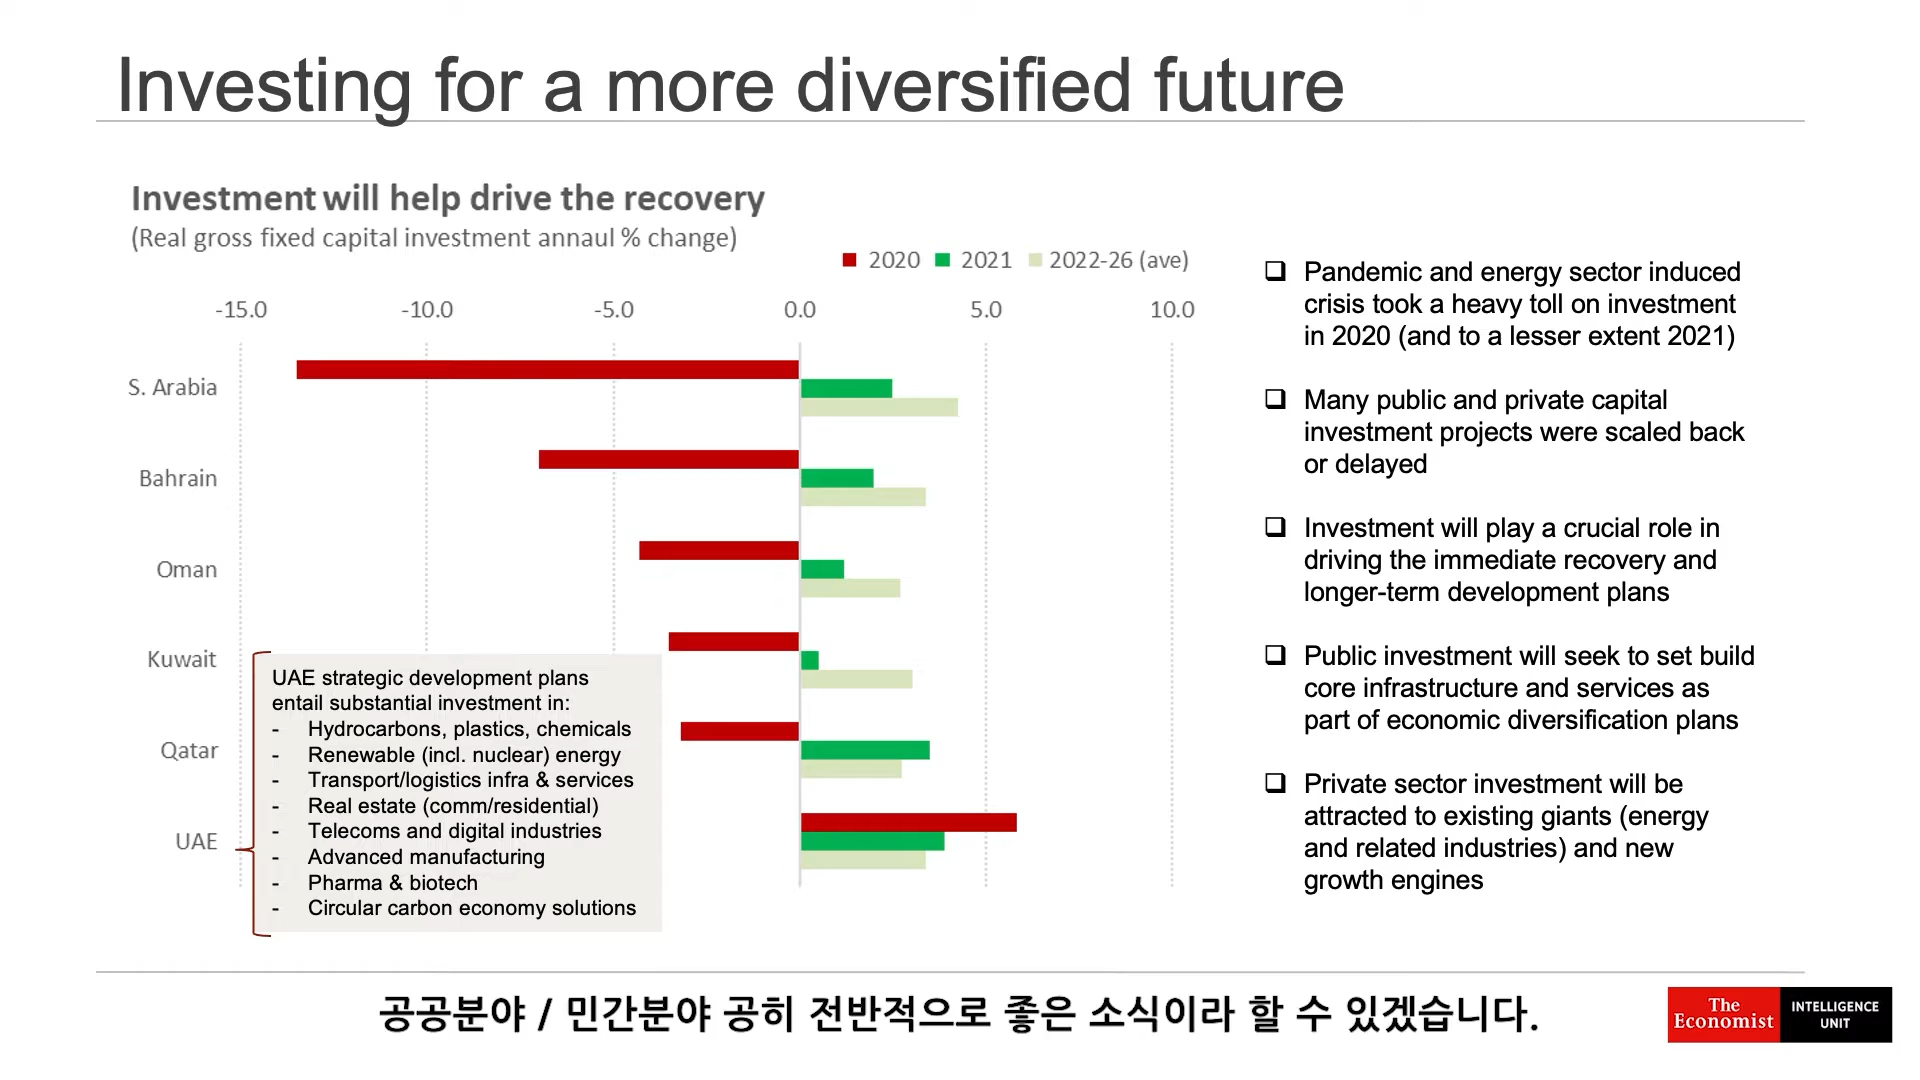 Investing for a more diversified future
Investment will help drive the recovery
(Real gross fixed capital investment annaul % change)
2020 2021 2022-26 (ave)
-15.0 -10.0 -5.0 0.0 5.0 10.0
S. Arabia
Bahrain
Oman
Kuwait
Qatar
UAE
UAE strategic development plans
entail substantial investment in:
- Hydrocarbons, plastics, chemicals
- Renewable (incl. nuclear) energy
- Transport/logistics infra & services
- Real estate (comm/residential)
- Telecoms and digital industries
- Advanced manufacturing
- Pharma & biotech
- Circular carbon economy solutions
Pandemic and energy sector induced
crisis took a heavy toll on investment
in 2020 (and to a lesser extent 2021)
Many public and private capital
investment projects were scaled back
or delayed
Investment will play a crucial role in
driving the immediate recovery and
longer-term development plans
Public investment will seek to set build
core infrastructure and services as
part of economic diversification plans
Private sector investment will be
attracted to existing giants (energy
and related industries) and new
growth engines
공공분야 / 민간분야 공히 전반적으로 좋은 소식이라 할 수 있겠습니다.
The
Economist
INTELLIGENCE
UNIT